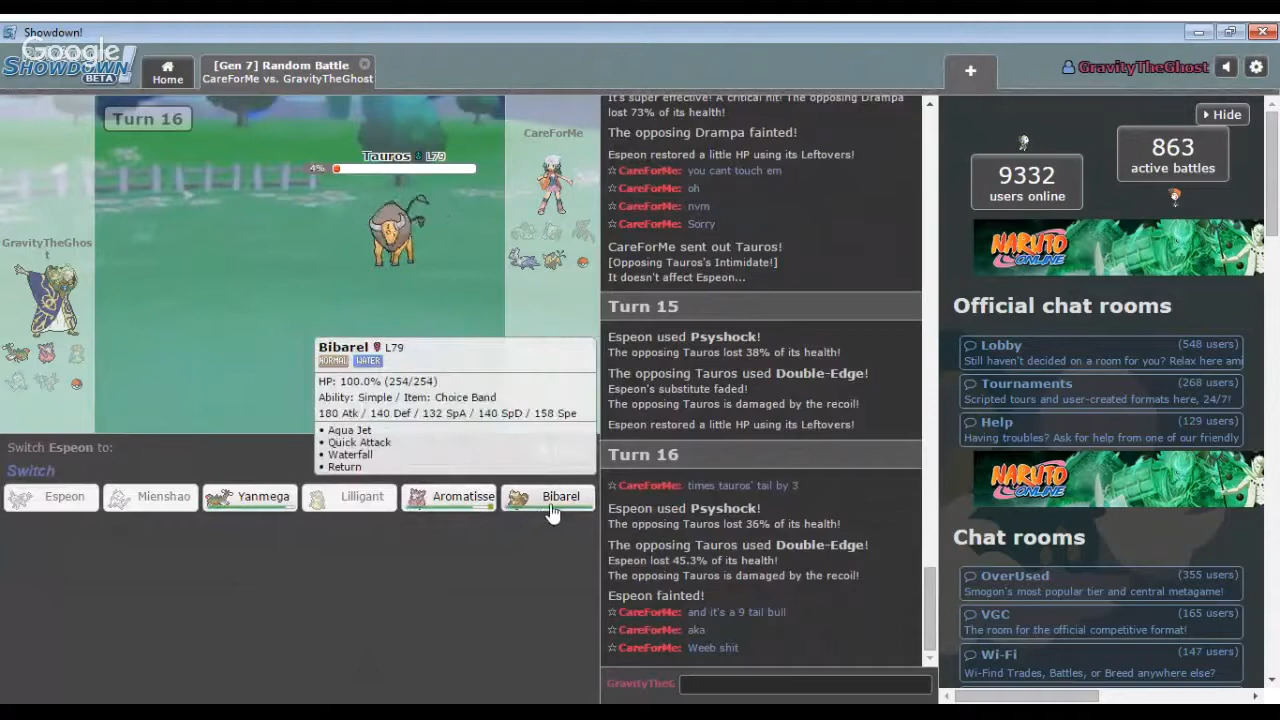 Showdown!
Google
SHOWDOWN!
BETA
Home
[Gen 7] Random Battle
CareForMe vs. GravityTheGhost
+
GravityTheGhost
Turn 16
Tauros L79
4%
CareForMe
GravityTheGhos
t
Bibarel L79
NORMAL WATER
HP: 100.0% (254/254)
Ability: Simple / Item: Choice Band
180 Atk / 140 Def / 132 SpA / 140 SpD / 158 Spe
• Aqua Jet
• Quick Attack
• Waterfall
• Return
Switch Espeon to:
Switch
Espeon
Mienshao
Yanmega
Lilligant
Aromatisse
Bibarel
It's super effective! A critical hit! The opposing Drampa
lost 73% of its health!
The opposing Drampa fainted!
Espeon restored a little HP using its Leftovers!
☆CareForMe: you cant touch em
☆CareForMe: oh
☆CareForMe: nvm
☆CareForMe: Sorry
CareForMe sent out Tauros!
[Opposing Tauros's Intimidate!]
It doesn't affect Espeon...
Turn 15
Espeon used Psyshock!
The opposing Tauros lost 38% of its health!
The opposing Tauros used Double-Edge!
Espeon's substitute faded!
The opposing Tauros is damaged by the recoil!
Espeon restored a little HP using its Leftovers!
Turn 16
☆CareForMe: times tauros' tail by 3
Espeon used Psyshock!
The opposing Tauros lost 36% of its health!
The opposing Tauros used Double-Edge!
Espeon lost 45.3% of its health!
The opposing Tauros is damaged by the recoil!
Espeon fainted!
☆CareForMe: and it's a 9 tail bull
☆CareForMe: aka
☆CareForMe: Weeb shit
GravityTheG
Hide
9332
users online
863
active battles
NARUTO
ONLINE
Official chat rooms
Lobby (548 users)
Still haven't decided on a room for you? Relax here ami
Tournaments (268 users)
Scripted tours and user-created formats here, 24/7!
Help (129 users)
Having troubles? Ask for help from one of our friendly
NARUTO
ONLINE
Chat rooms
OverUsed (355 users)
Smogon's most popular tier and central metagame!
VGC (165 users)
The room for the official competitive format!
Wi-Fi (147 users)
Wi-Fi Trades, Battles, or Breed anywhere else?